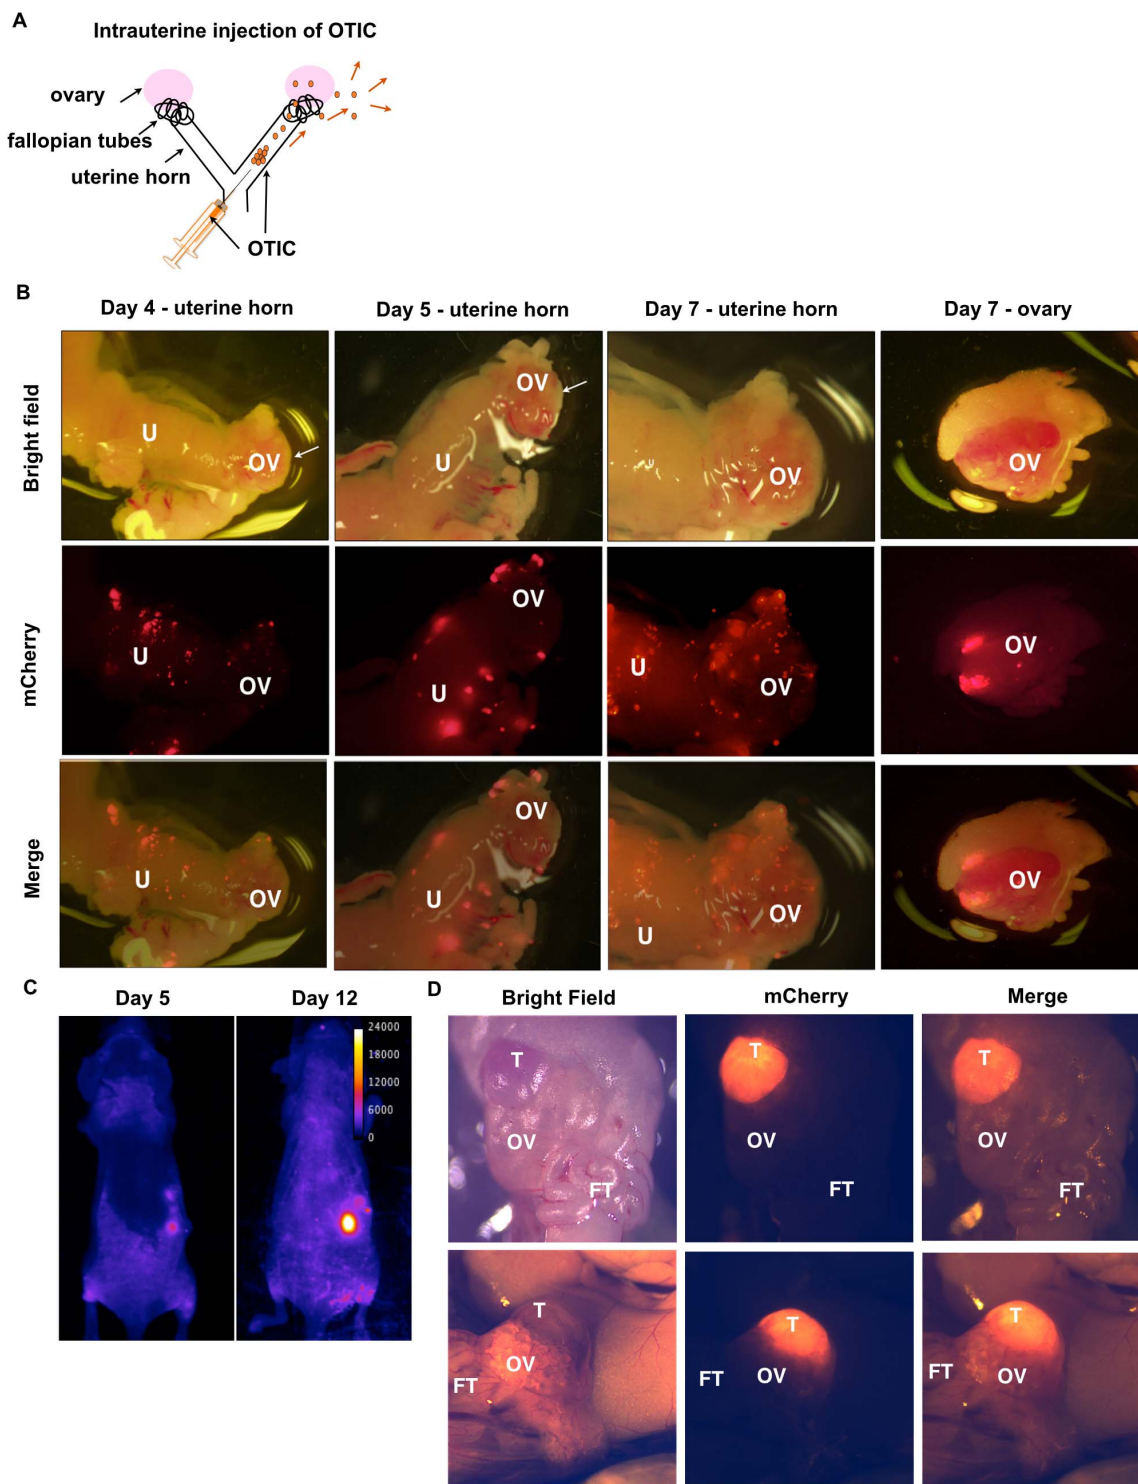 A
Intrauterine injection of OTIC
ovary
fallopian tubes
uterine horn
OTIC
B
Day 4 - uterine horn
Day 5 - uterine horn
Day 7 - uterine horn
Day 7 - ovary
Bright field
U
OV
U
OV
U
OV
OV
mCherry
U
OV
U
OV
U
OV
OV
Merge
U
OV
U
OV
U
OV
OV
C
Day 5
Day 12
24000
18000
12000
6000
0
D
Bright Field
mCherry
Merge
T
OV
FT
T
OV
FT
T
OV
FT
T
OV
FT
T
OV
FT
T
OV
FT